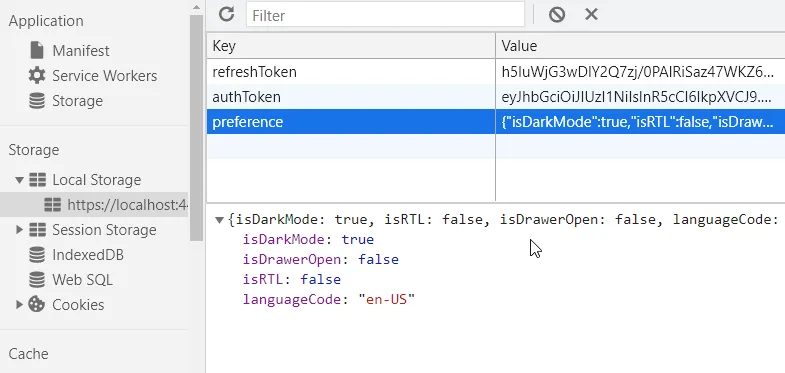 Application
Manifest
Service Workers
Storage
Storage
Local Storage
https://localhost:4
Session Storage
IndexedDB
Web SQL
Cookies
Cache
Filter
Key Value
refreshToken h5IuWjG3wDIY2Q7zj/0PAIRiSaz47WKZ6...
authToken eyJhbGciOiJIUzI1NiIsInR5cCI6IkpXVCJ9....
preference {"isDarkMode":true,"isRTL":false,"isDraw...
{isDarkMode: true, isRTL: false, isDrawerOpen: false, languageCode:
isDarkMode: true
isDrawerOpen: false
isRTL: false
languageCode: "en-US"